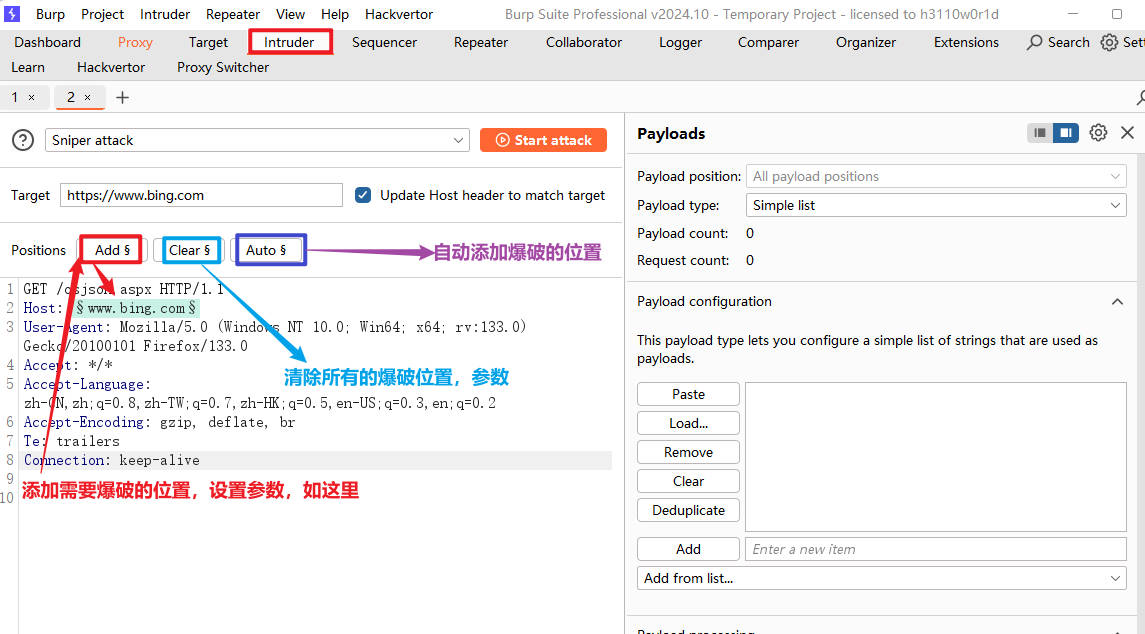 Burp Project Intruder Repeater View Help Hackvertor Burp Suite Professional v2024.10 - Temporary Project - licensed to h3110w0r1d
Dashboard Proxy Target Intruder Sequencer Repeater Collaborator Logger Comparer Organizer Extensions Search
Learn Hackvertor Proxy Switcher
1 × 2 × +
Sniper attack Start attack
Payloads
Target https://www.bing.com Update Host header to match target
Payload position: All payload positions
Payload type: Simple list
Payload count: 0
Request count: 0
Positions Add § Clear § Auto § 自动添加爆破的位置
1 GET HTTP/1.1
2 Host: §www.bing.com§
3 User-Agent: Mozilla/5.0 (Windows NT 10.0; Win64; x64; rv:133.0)
Gecko/20100101 Firefox/133.0
4 Accept: */*
5 Accept-Language:
zh-CN,zh;q=0.8,zh-TW;q=0.7,zh-HK;q=0.5,en-US;q=0.3,en;q=0.2
6 Accept-Encoding: gzip, deflate, br
7 Te: trailers
8 Connection: keep-alive
9
10
清除所有的爆破位置，参数
添加需要爆破的位置，设置参数，如这里
Payload configuration
This payload type lets you configure a simple list of strings that are used as
payloads.
Paste
Load...
Remove
Clear
Deduplicate
Add Enter a new item
Add from list...
Payload processing